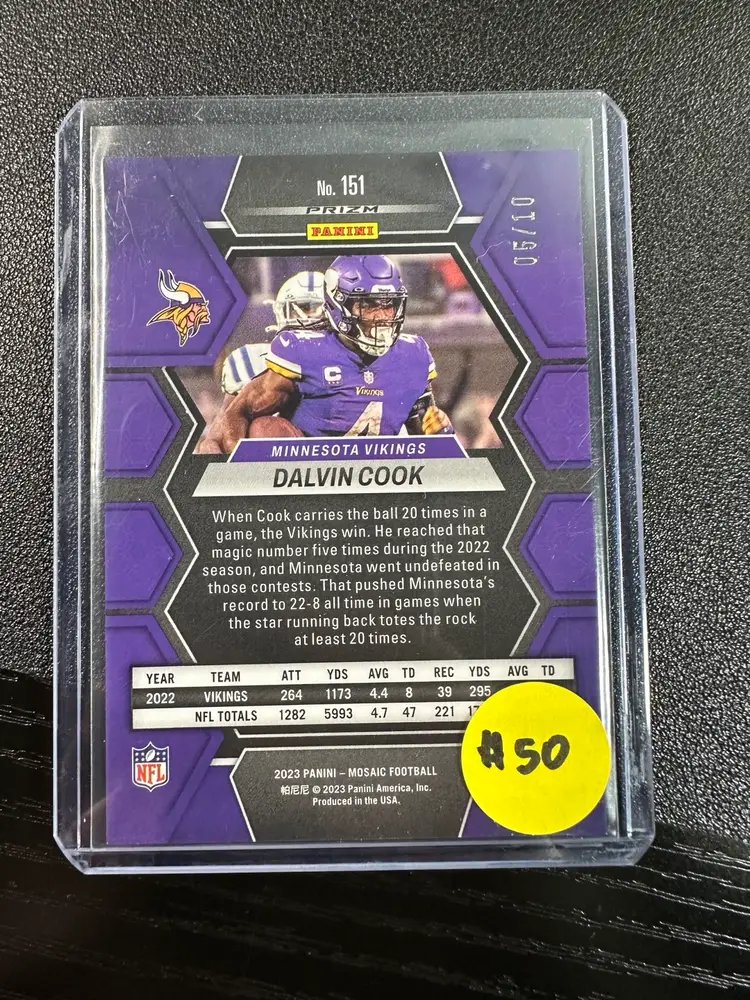 No. 151
PRIZM
PANINI
05/10
C
4
VIKINGS
MINNESOTA VIKINGS
DALVIN COOK
When Cook carries the ball 20 times in a
game, the Vikings win. He reached that
magic number five times during the 2022
season, and Minnesota went undefeated in
those contests. That pushed Minnesota's
record to 22-8 all time in games when
the star running back totes the rock
at least 20 times.
YEAR TEAM ATT YDS AVG TD REC YDS AVG TD
2022 VIKINGS 264 1173 4.4 8 39 295
NFL TOTALS 1282 5993 4.7 47 221
#50
NFL
2023 PANINI – MOSAIC FOOTBALL
帕尼尼 © 2023 Panini America, Inc.
Produced in the USA.